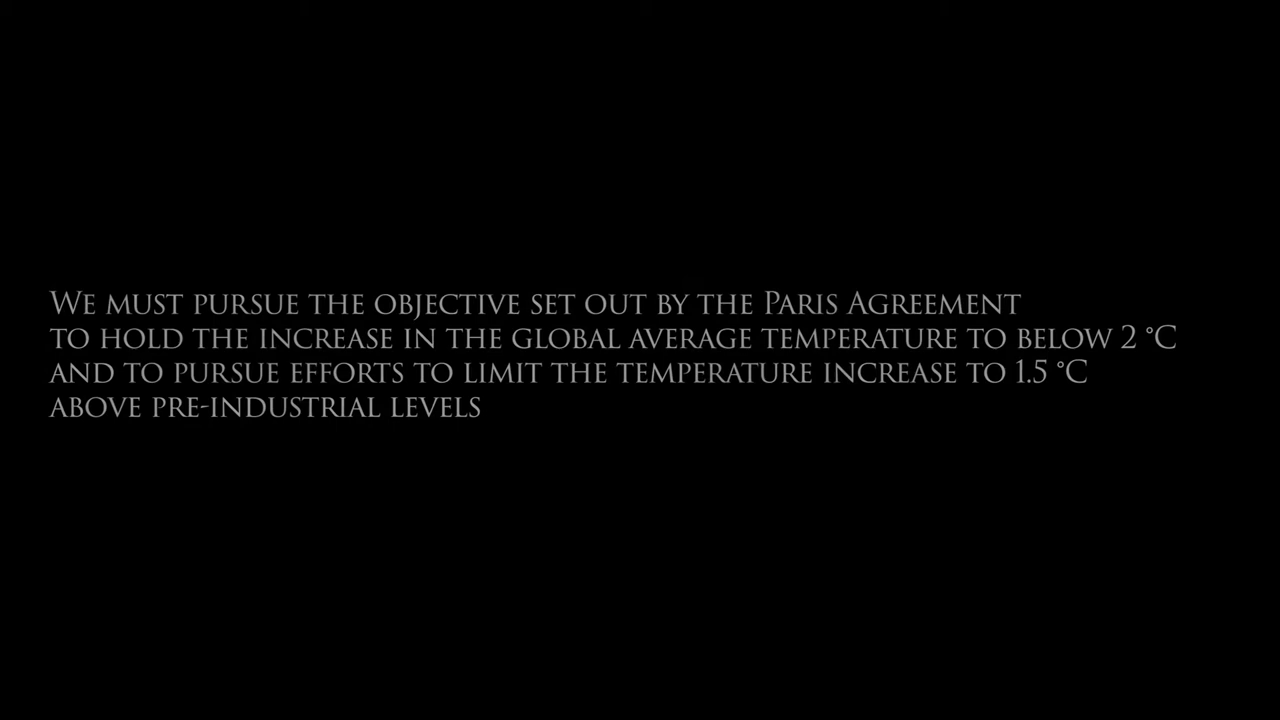 We must pursue the objective set out by the Paris Agreement
to hold the increase in the global average temperature to below 2 °C
and to pursue efforts to limit the temperature increase to 1.5 °C
above pre-industrial levels